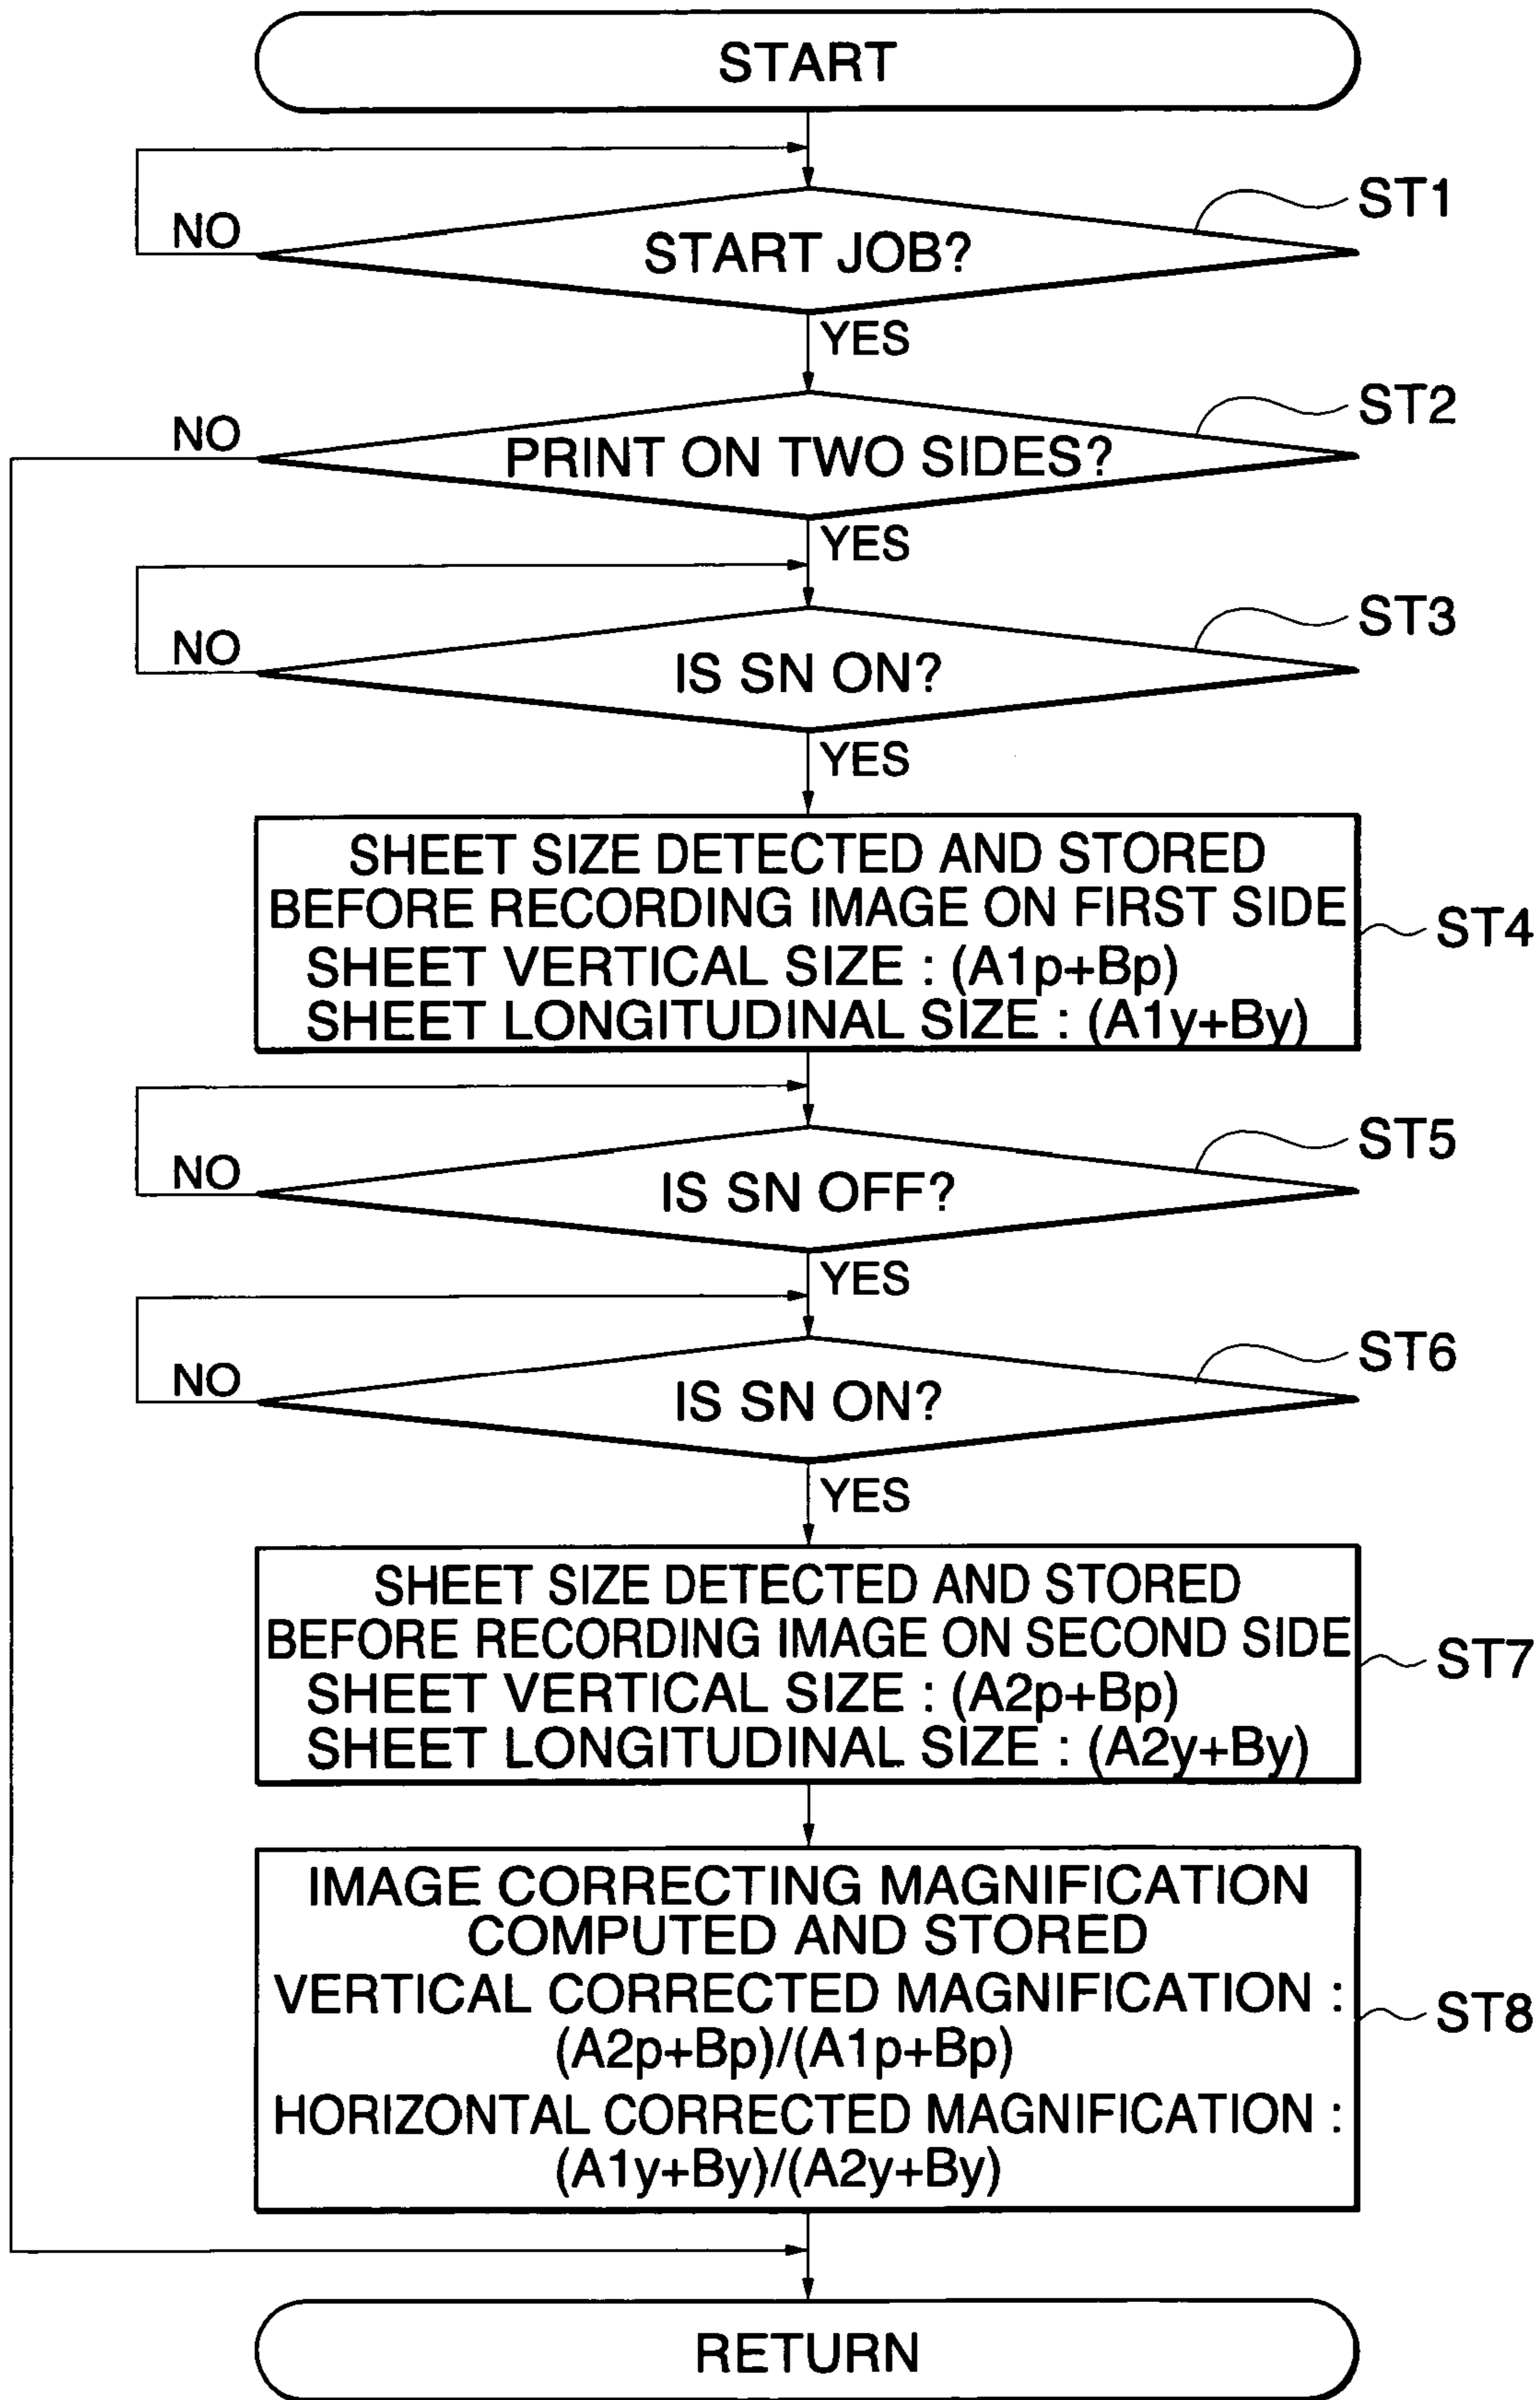 START
ST1
NO
START JOB?
YES
ST2
NO
PRINT ON TWO SIDES?
YES
ST3
NO
IS SN ON?
YES
SHEET SIZE DETECTED AND STORED
BEFORE RECORDING IMAGE ON FIRST SIDE
SHEET VERTICAL SIZE : (A1p+Bp)
SHEET LONGITUDINAL SIZE : (A1y+By)
ST4
ST5
NO
IS SN OFF?
YES
ST6
NO
IS SN ON?
YES
SHEET SIZE DETECTED AND STORED
BEFORE RECORDING IMAGE ON SECOND SIDE
SHEET VERTICAL SIZE : (A2p+Bp)
SHEET LONGITUDINAL SIZE : (A2y+By)
ST7
IMAGE CORRECTING MAGNIFICATION
COMPUTED AND STORED
VERTICAL CORRECTED MAGNIFICATION :
(A2p+Bp)/(A1p+Bp)
HORIZONTAL CORRECTED MAGNIFICATION :
(A1y+By)/(A2y+By)
ST8
RETURN